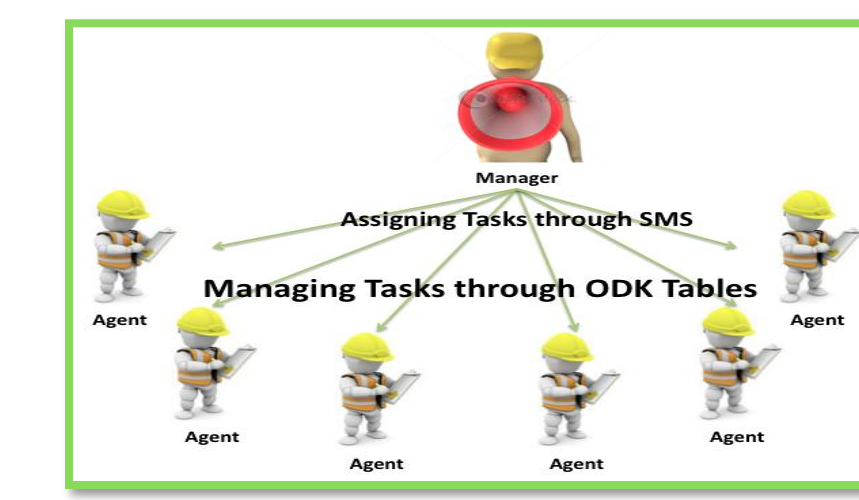 Manager
Assigning Tasks through SMS
Managing Tasks through ODK Tables
Agent
Agent
Agent
Agent
Agent
Agent